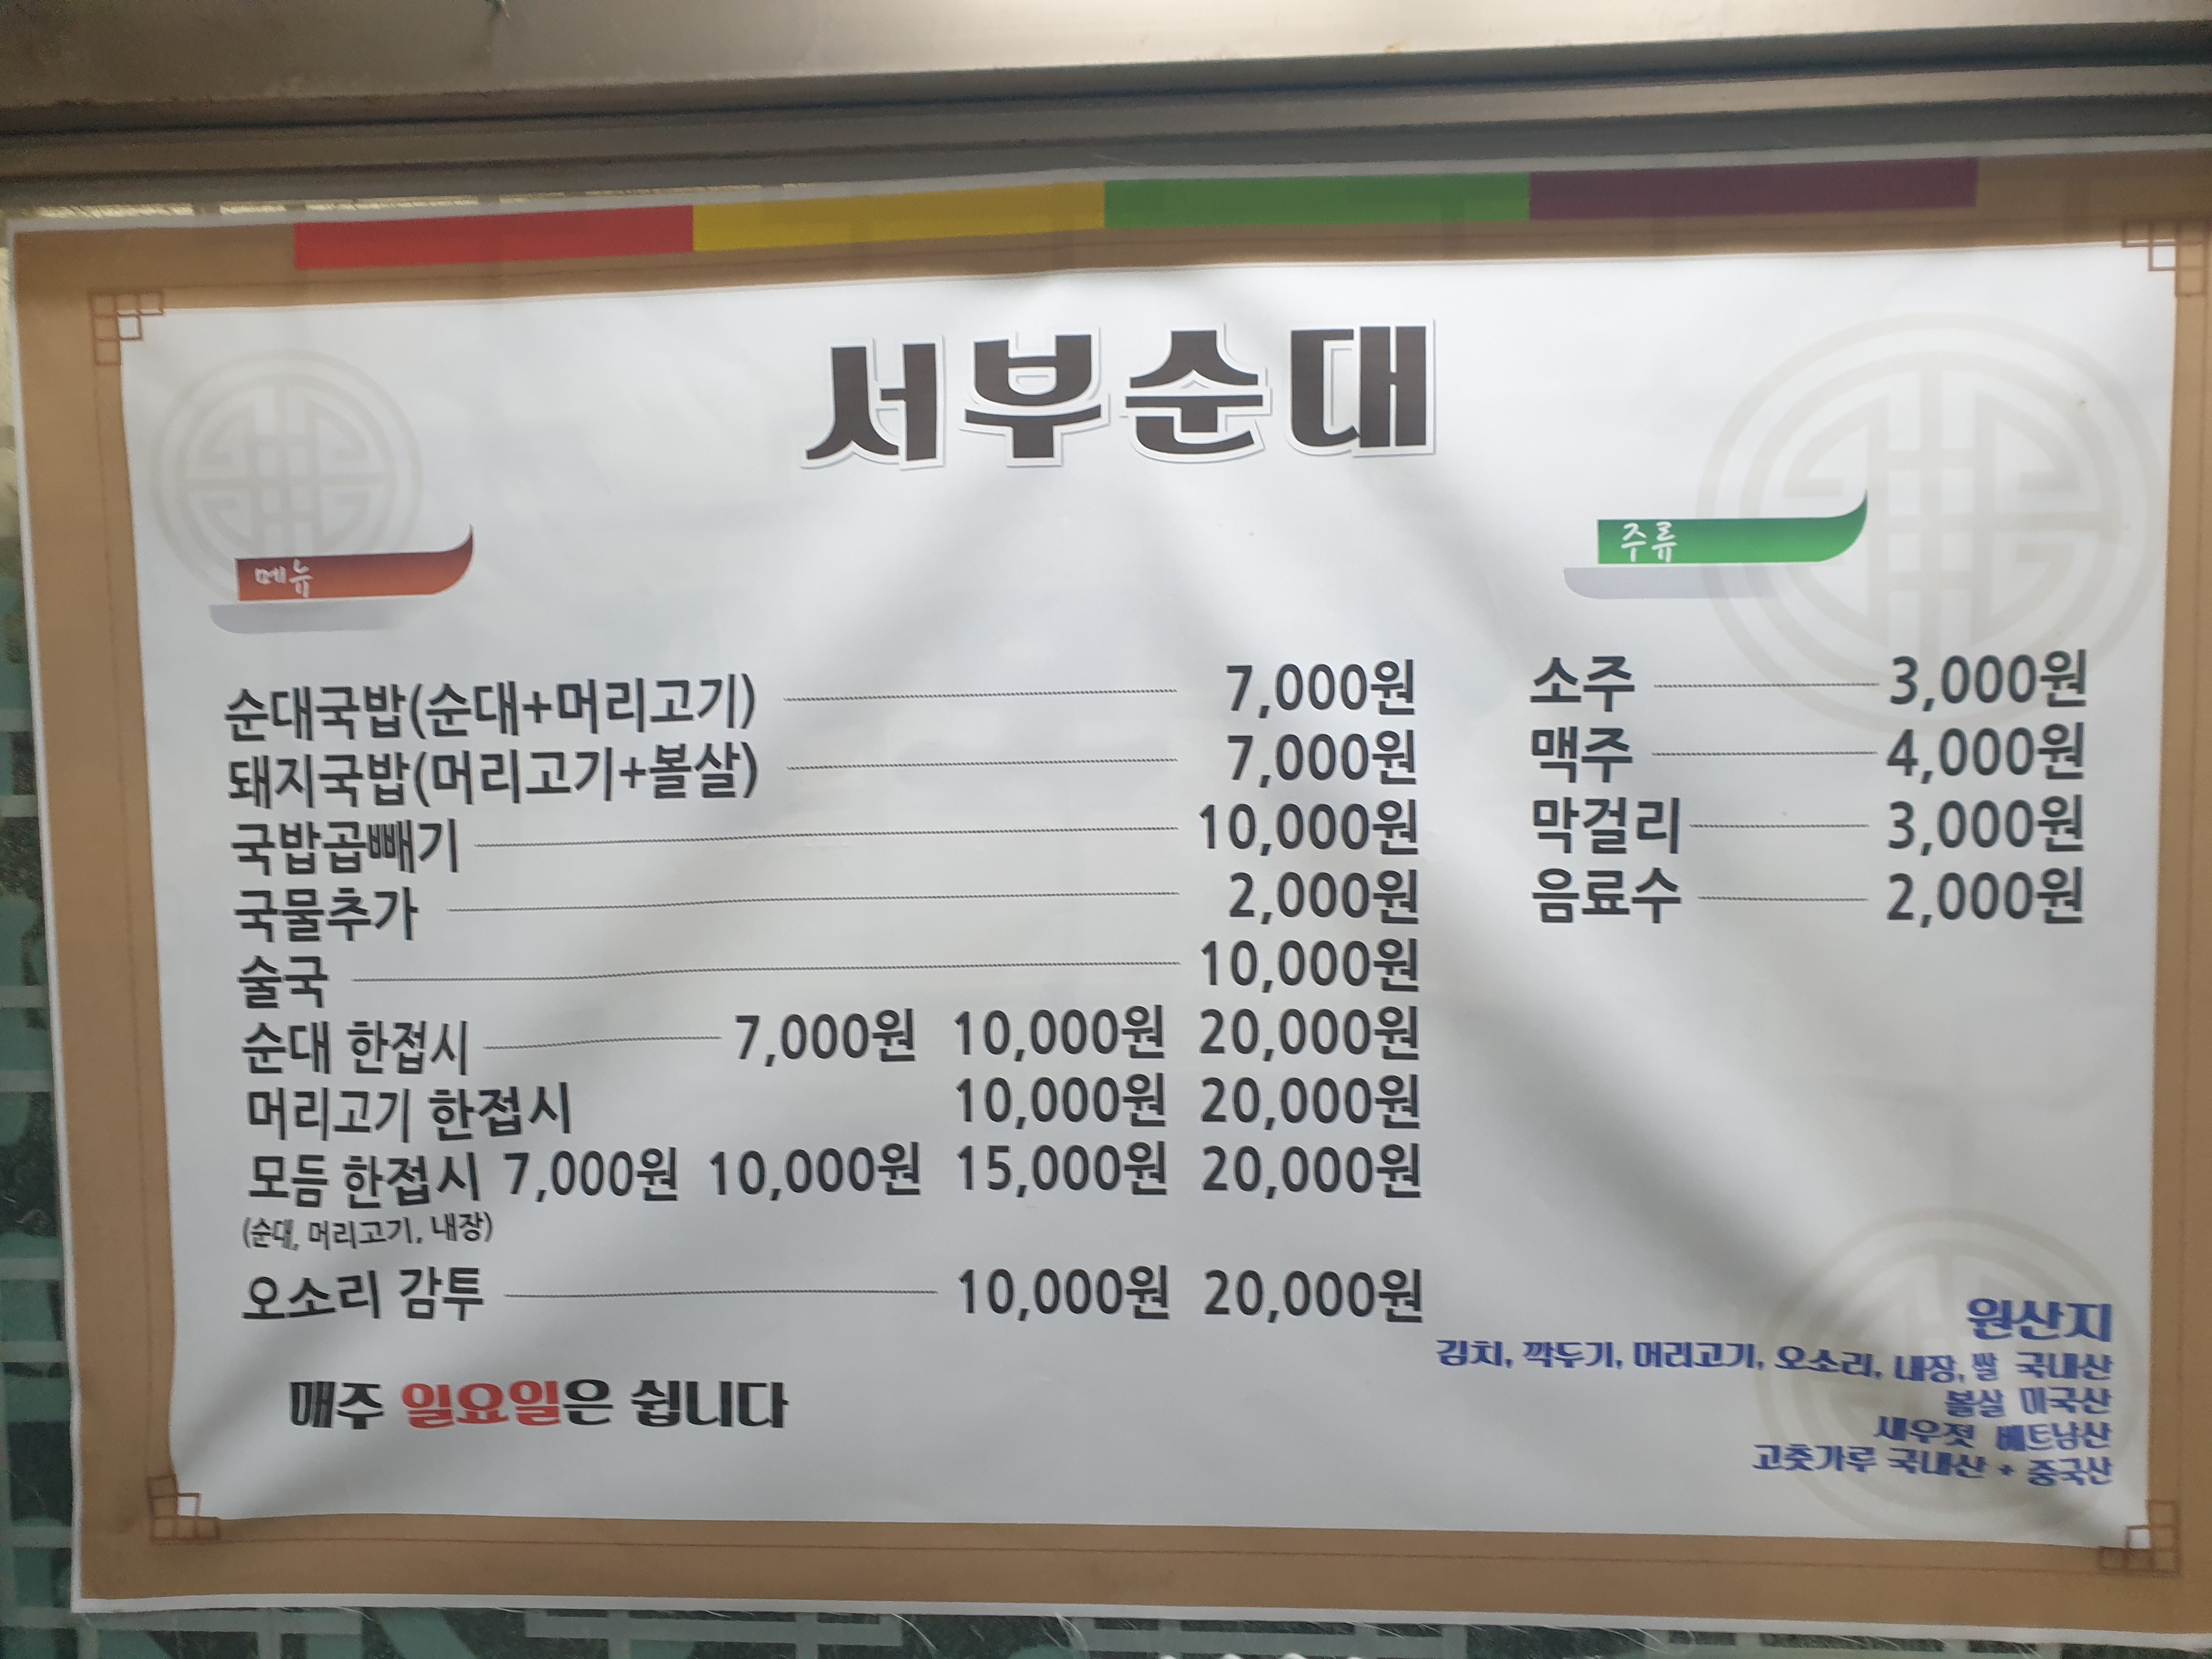 서부순대
메뉴
순대국밥(순대+머리고기) 7,000원
돼지국밥(머리고기+볼살) 7,000원
국밥곱빼기 10,000원
국물추가 2,000원
술국 10,000원
순대 한접시 7,000원 10,000원 20,000원
머리고기 한접시 10,000원 20,000원
모듬 한접시 7,000원 10,000원 15,000원 20,000원
(순대, 머리고기, 내장)
오소리 감투 10,000원 20,000원
매주 일요일은 쉽니다
주류
소주 3,000원
맥주 4,000원
막걸리 3,000원
음료수 2,000원
원산지
김치, 깍두기, 머리고기, 오소리, 내장, 쌀 국내산
볼살 미국산
새우젓 베트남산
고춧가루 국내산 + 중국산